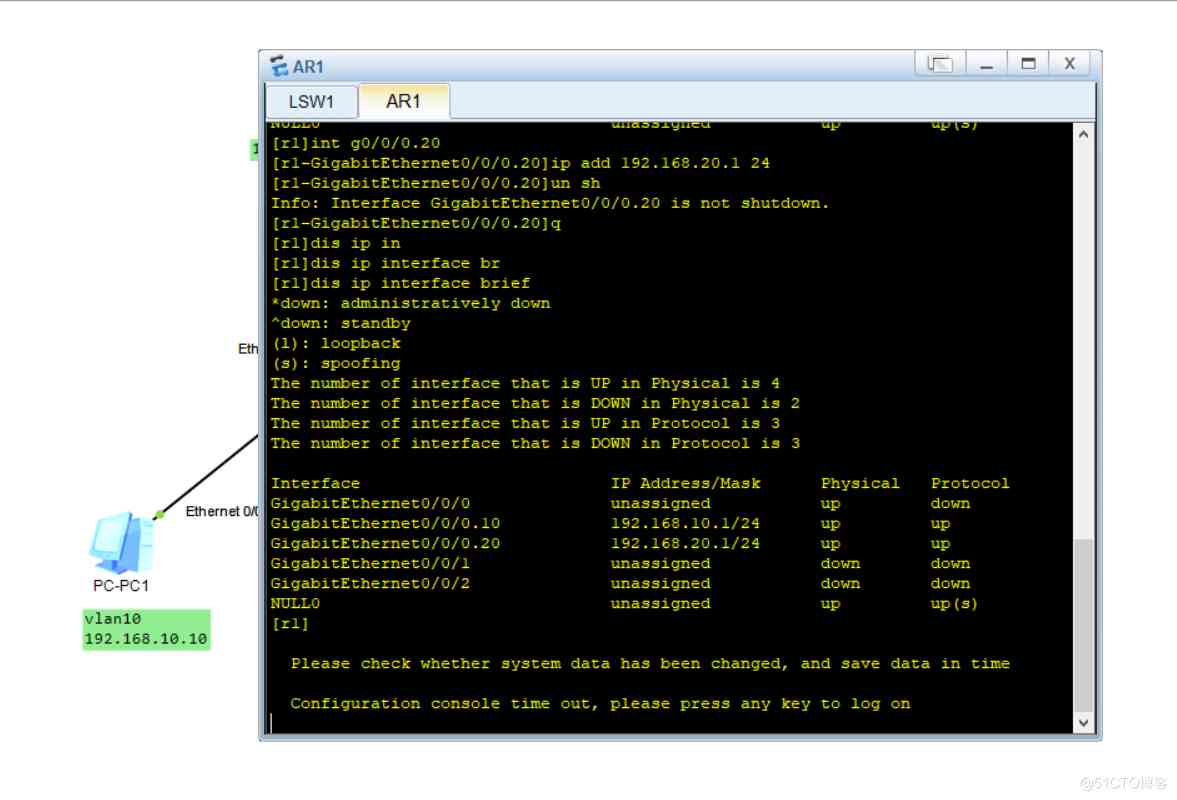 AR1
LSW1 AR1
NULL0 unassigned up up(s)
[r1]int g0/0/0.20
[r1-GigabitEthernet0/0/0.20]ip add 192.168.20.1 24
[r1-GigabitEthernet0/0/0.20]un sh
Info: Interface GigabitEthernet0/0/0.20 is not shutdown.
[r1-GigabitEthernet0/0/0.20]q
[r1]dis ip in
[r1]dis ip interface br
[r1]dis ip interface brief
*down: administratively down
^down: standby
(l): loopback
(s): spoofing
The number of interface that is UP in Physical is 4
The number of interface that is DOWN in Physical is 2
The number of interface that is UP in Protocol is 3
The number of interface that is DOWN in Protocol is 3
Interface IP Address/Mask Physical Protocol
GigabitEthernet0/0/0 unassigned up down
GigabitEthernet0/0/0.10 192.168.10.1/24 up up
GigabitEthernet0/0/0.20 192.168.20.1/24 up up
GigabitEthernet0/0/1 unassigned down down
GigabitEthernet0/0/2 unassigned down down
NULL0 unassigned up up(s)
[r1]
Please check whether system data has been changed, and save data in time
Configuration console time out, please press any key to log on
Eth
Ethernet 0/0
PC-PC1
vlan10
192.168.10.10
@51CTO博客